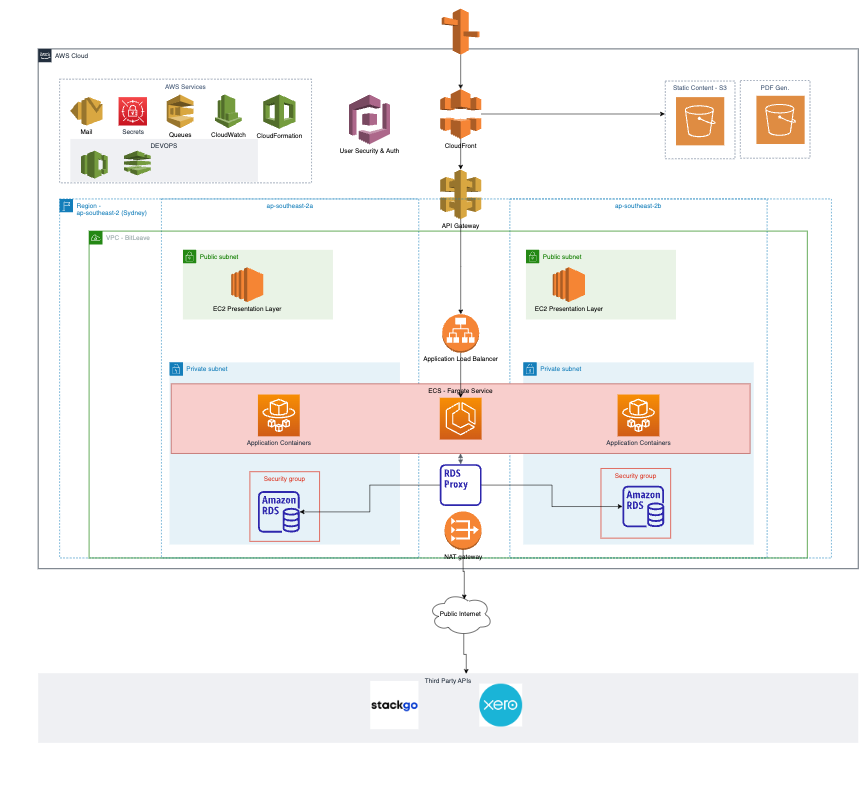 AWS Cloud
AWS Services
Mail
Secrets
Queues
CloudWatch
CloudFormation
DEVOPS
User Security & Auth
CloudFront
Static Content - S3
PDF Gen.
Region -
ap-southeast-2 (Sydney)
ap-southeast-2a
API Gateway
ap-southeast-2b
VPC - BitLeave
Public subnet
EC2 Presentation Layer
Public subnet
EC2 Presentation Layer
Application Load Balancer
Private subnet
Private subnet
ECS - Fargate Service
Application Containers
Application Containers
Security group
Amazon
RDS
RDS
Proxy
Security group
Amazon
RDS
NAT gateway
Public Internet
Third Party APIs
stackgo
xero